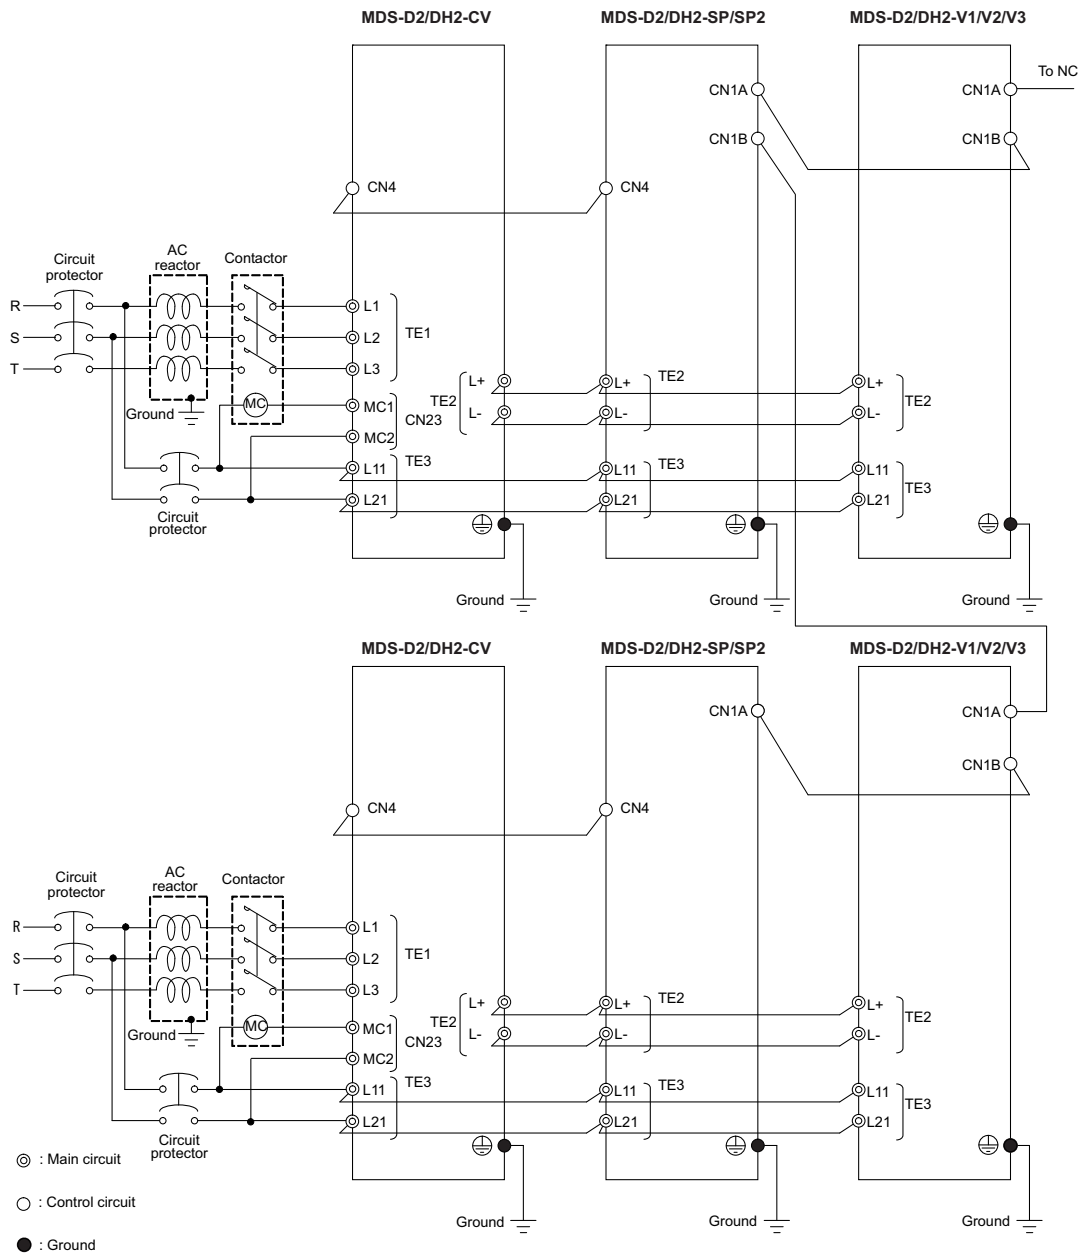 MDS-D2/DH2-CV
MDS-D2/DH2-SP/SP2
MDS-D2/DH2-V1/V2/V3
To NC
CN1A
CN1A
CN1B
CN1B
CN4
CN4
Circuit
protector
AC
reactor
Contactor
R
L1
S
L2
TE1
T
L3
L+
TE2
L-
L+
TE2
L-
L+
TE2
L-
Ground
MC
MC1
CN23
MC2
L11
TE3
L21
L11
TE3
L21
L11
TE3
L21
Circuit
protector
Ground
Ground
Ground
MDS-D2/DH2-CV
MDS-D2/DH2-SP/SP2
MDS-D2/DH2-V1/V2/V3
CN1A
CN1A
CN1B
CN4
CN4
Circuit
protector
AC
reactor
Contactor
R
L1
S
L2
TE1
T
L3
L+
TE2
L-
L+
TE2
L-
L+
TE2
L-
Ground
MC
MC1
CN23
MC2
L11
TE3
L21
L11
TE3
L21
L11
TE3
L21
Circuit
protector
Ground
Ground
Ground
: Main circuit
: Control circuit
: Ground